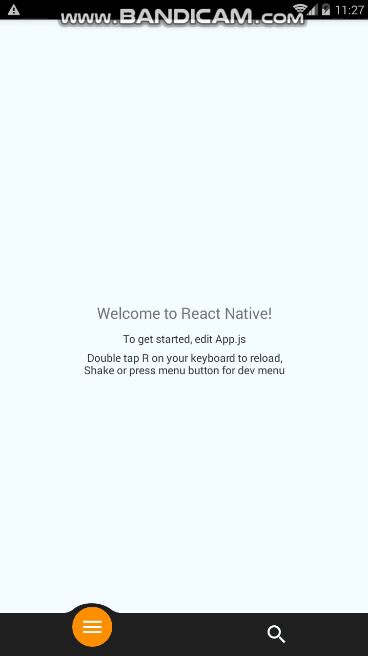 www.BANDICAM.com
11:27
Welcome to React Native!
To get started, edit App.js
Double tap R on your keyboard to reload,
Shake or press menu button for dev menu